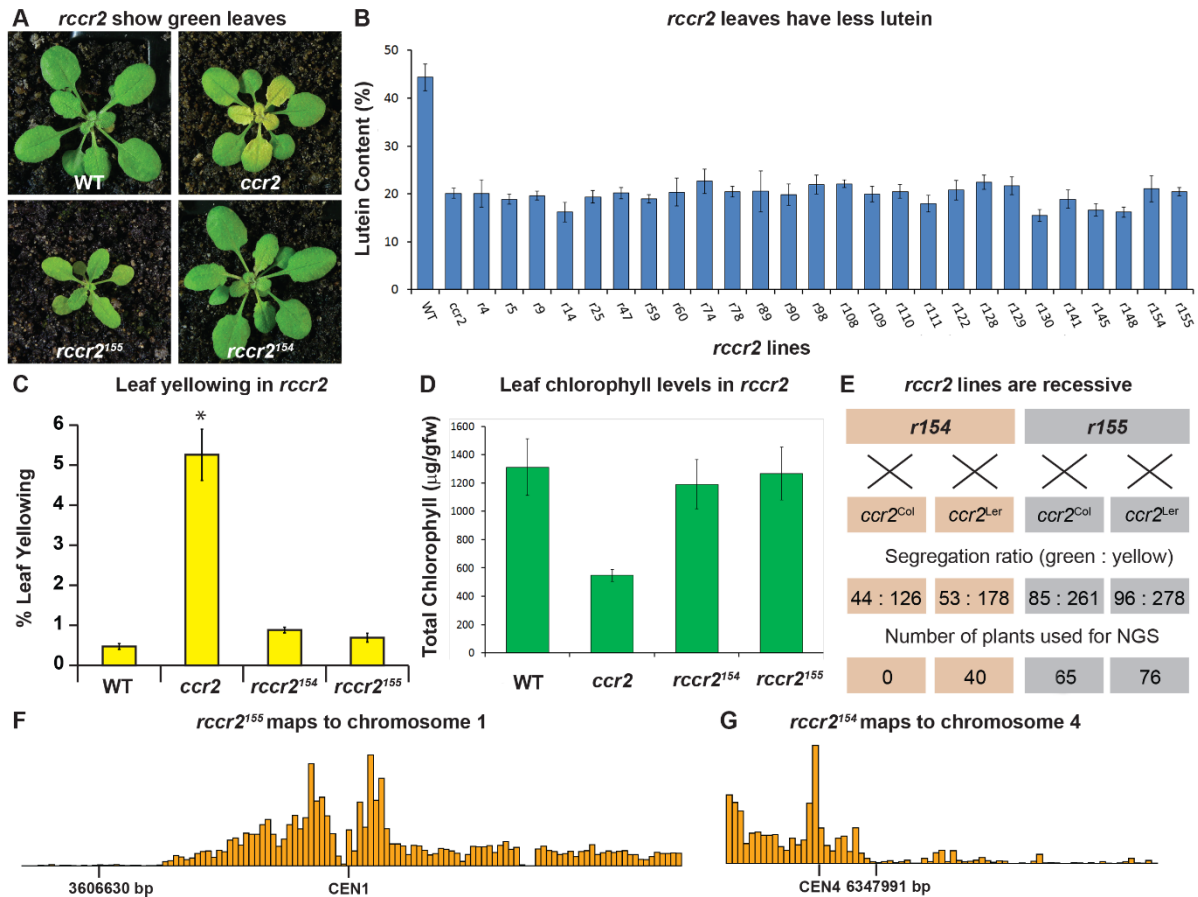 A rccr2 show green leaves
WT
ccr2
rccr2155
rccr2154
B rccr2 leaves have less lutein
Lutein Content (%)
50
40
30
20
10
0
WT ccr2 r4 r5 r9 r14 r25 r47 r59 r60 r74 r78 r89 r90 r98 r108 r109 r110 r111 r122 r128 r129 r130 r141 r145 r148 r154 r155
rccr2 lines
C Leaf yellowing in rccr2
% Leaf Yellowing
6
5
4
3
2
1
0
*
WT ccr2 rccr2154 rccr2155
D Leaf chlorophyll levels in rccr2
Total Chlorophyll (µg/gfw)
1600
1400
1200
1000
800
600
400
200
0
WT ccr2 rccr2154 rccr2155
E rccr2 lines are recessive
r154 r155
ccr2Col ccr2Ler ccr2Col ccr2Ler
Segregation ratio (green : yellow)
44 : 126 53 : 178 85 : 261 96 : 278
Number of plants used for NGS
0 40 65 76
F rccr2155 maps to chromosome 1
3606630 bp CEN1
G rccr2154 maps to chromosome 4
CEN4 6347991 bp